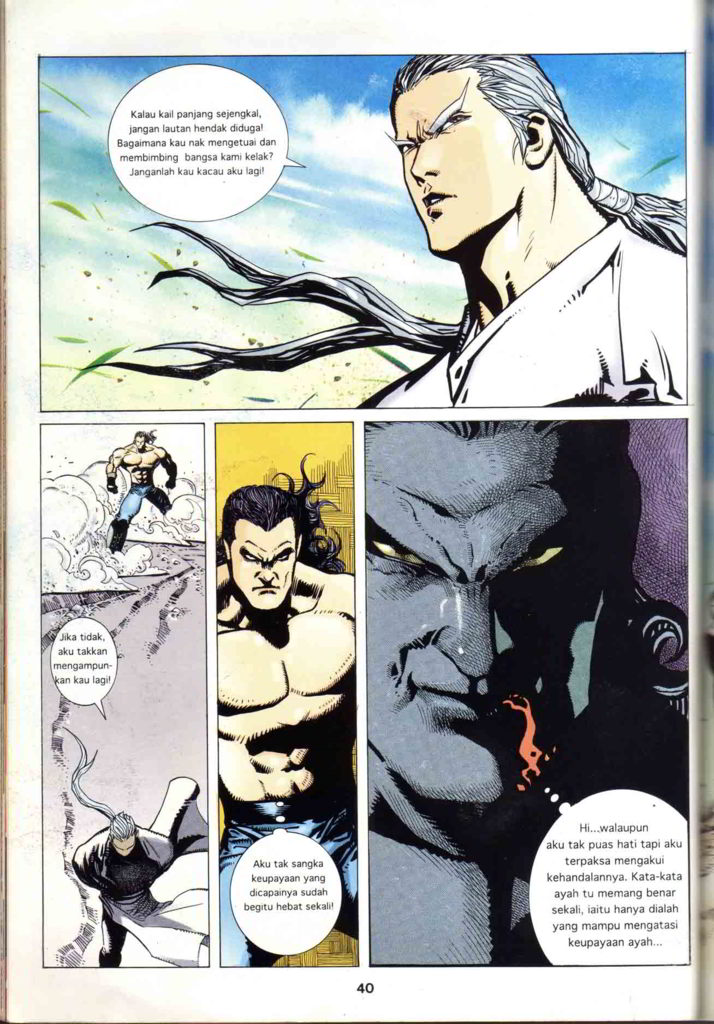 Kalau kail panjang sejengkal,
jangan lautan hendak diduga!
Bagaimana kau nak mengetuai dan
membimbing bangsa kami kelak?
Janganlah kau kacau aku lagi!
Jika tidak,
aku takkan
mengampun-
kan kau lagi!
Aku tak sangka
keupayaan yang
dicapainya sudah
begitu hebat sekali!
Hi...walaupun
aku tak puas hati tapi aku
terpaksa mengakui
kehandalannya. Kata-kata
ayah tu memang benar
sekali, iaitu hanya dialah
yang mampu mengatasi
keupayaan ayah...
40